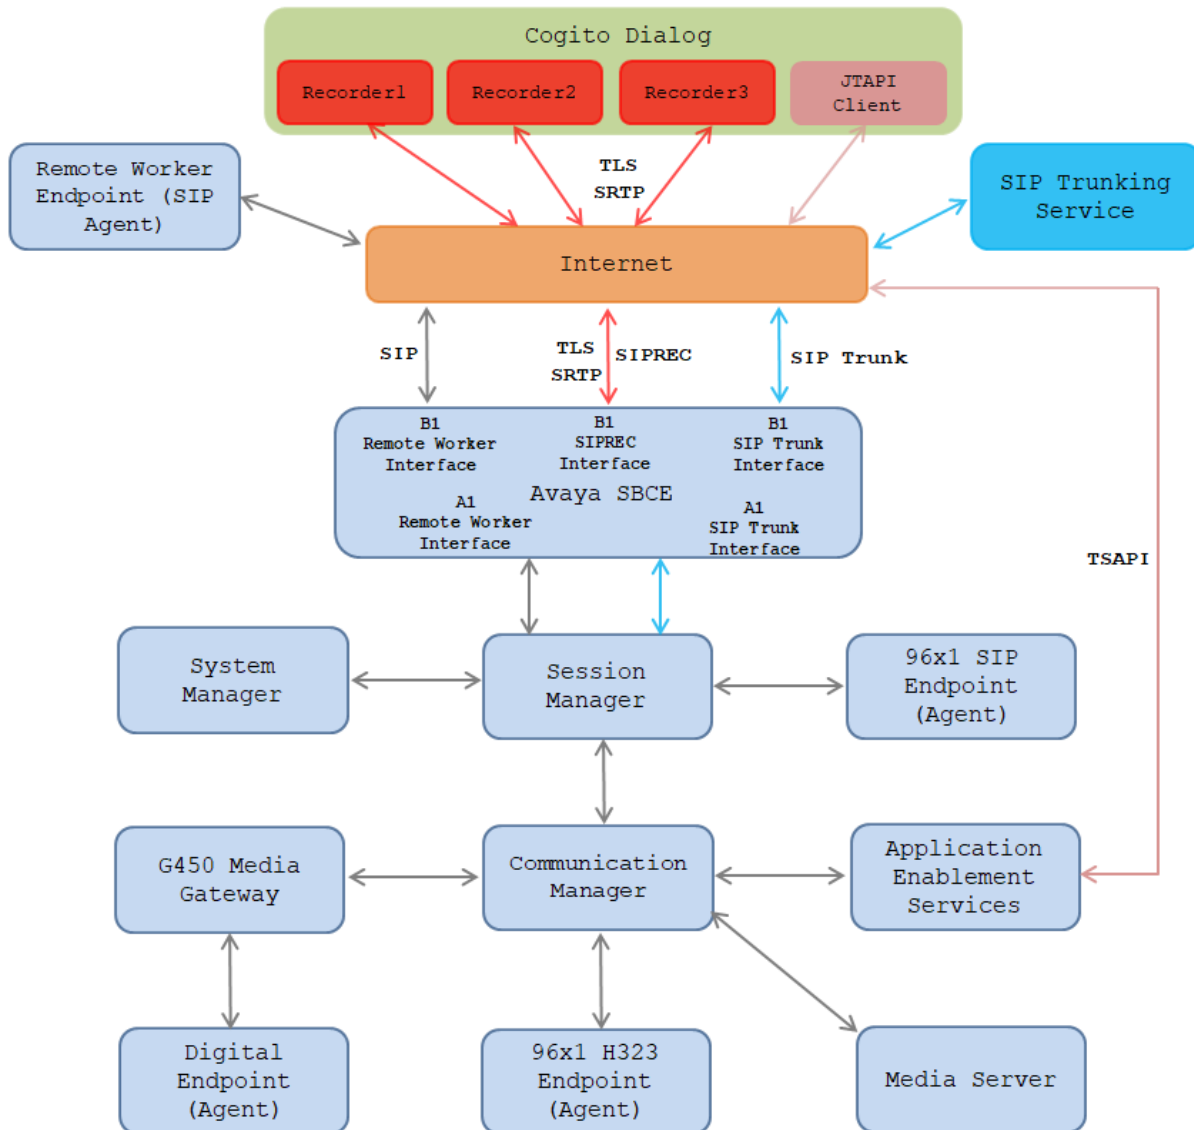 Cogito Dialog
Recorder1
Recorder2
Recorder3
JTAPI
Client
Remote Worker
Endpoint (SIP
Agent)
TLS
SRTP
SIP Trunking
Service
Internet
SIP
TLS
SRTP
SIPREC
SIP Trunk
B1
Remote Worker
Interface
B1
SIPREC
Interface
B1
SIP Trunk
Interface
Avaya SBCE
A1
Remote Worker
Interface
A1
SIP Trunk
Interface
TSAPI
System
Manager
Session
Manager
96x1 SIP
Endpoint
(Agent)
G450 Media
Gateway
Communication
Manager
Application
Enablement
Services
Digital
Endpoint
(Agent)
96x1 H323
Endpoint
(Agent)
Media Server